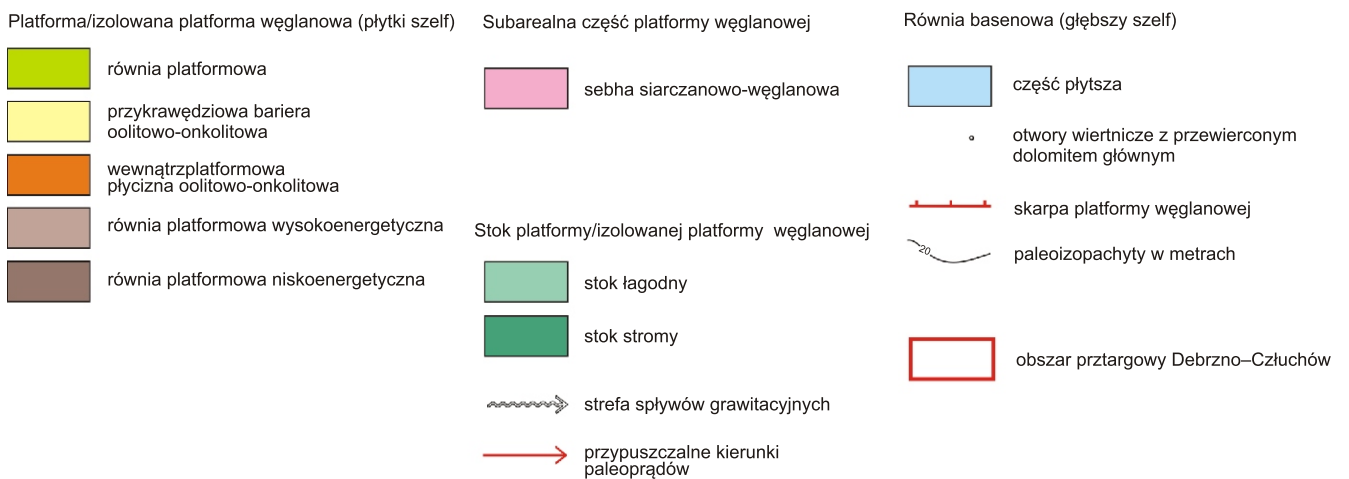 Platforma/izolowana platforma węglanowa (płytki szelf)
równia platformowa
przykrawędziowa bariera
oolitowo-onkolitowa
wewnątrzplatformowa
płycizna oolitowo-onkolitowa
równia platformowa wysokoenergetyczna
równia platformowa niskoenergetyczna
Subarealna część platformy węglanowej
sebha siarczanowo-węglanowa
Stok platformy/izolowanej platformy węglanowej
stok łagodny
stok stromy
strefa spływów grawitacyjnych
przypuszczalne kierunki
paleoprądów
Równia basenowa (głębszy szelf)
część płytsza
otwory wiertnicze z przewierconym
dolomitem głównym
skarpa platformy węglanowej
20
paleoizopachyty w metrach
obszar prztargowy Debrzno–Człuchów